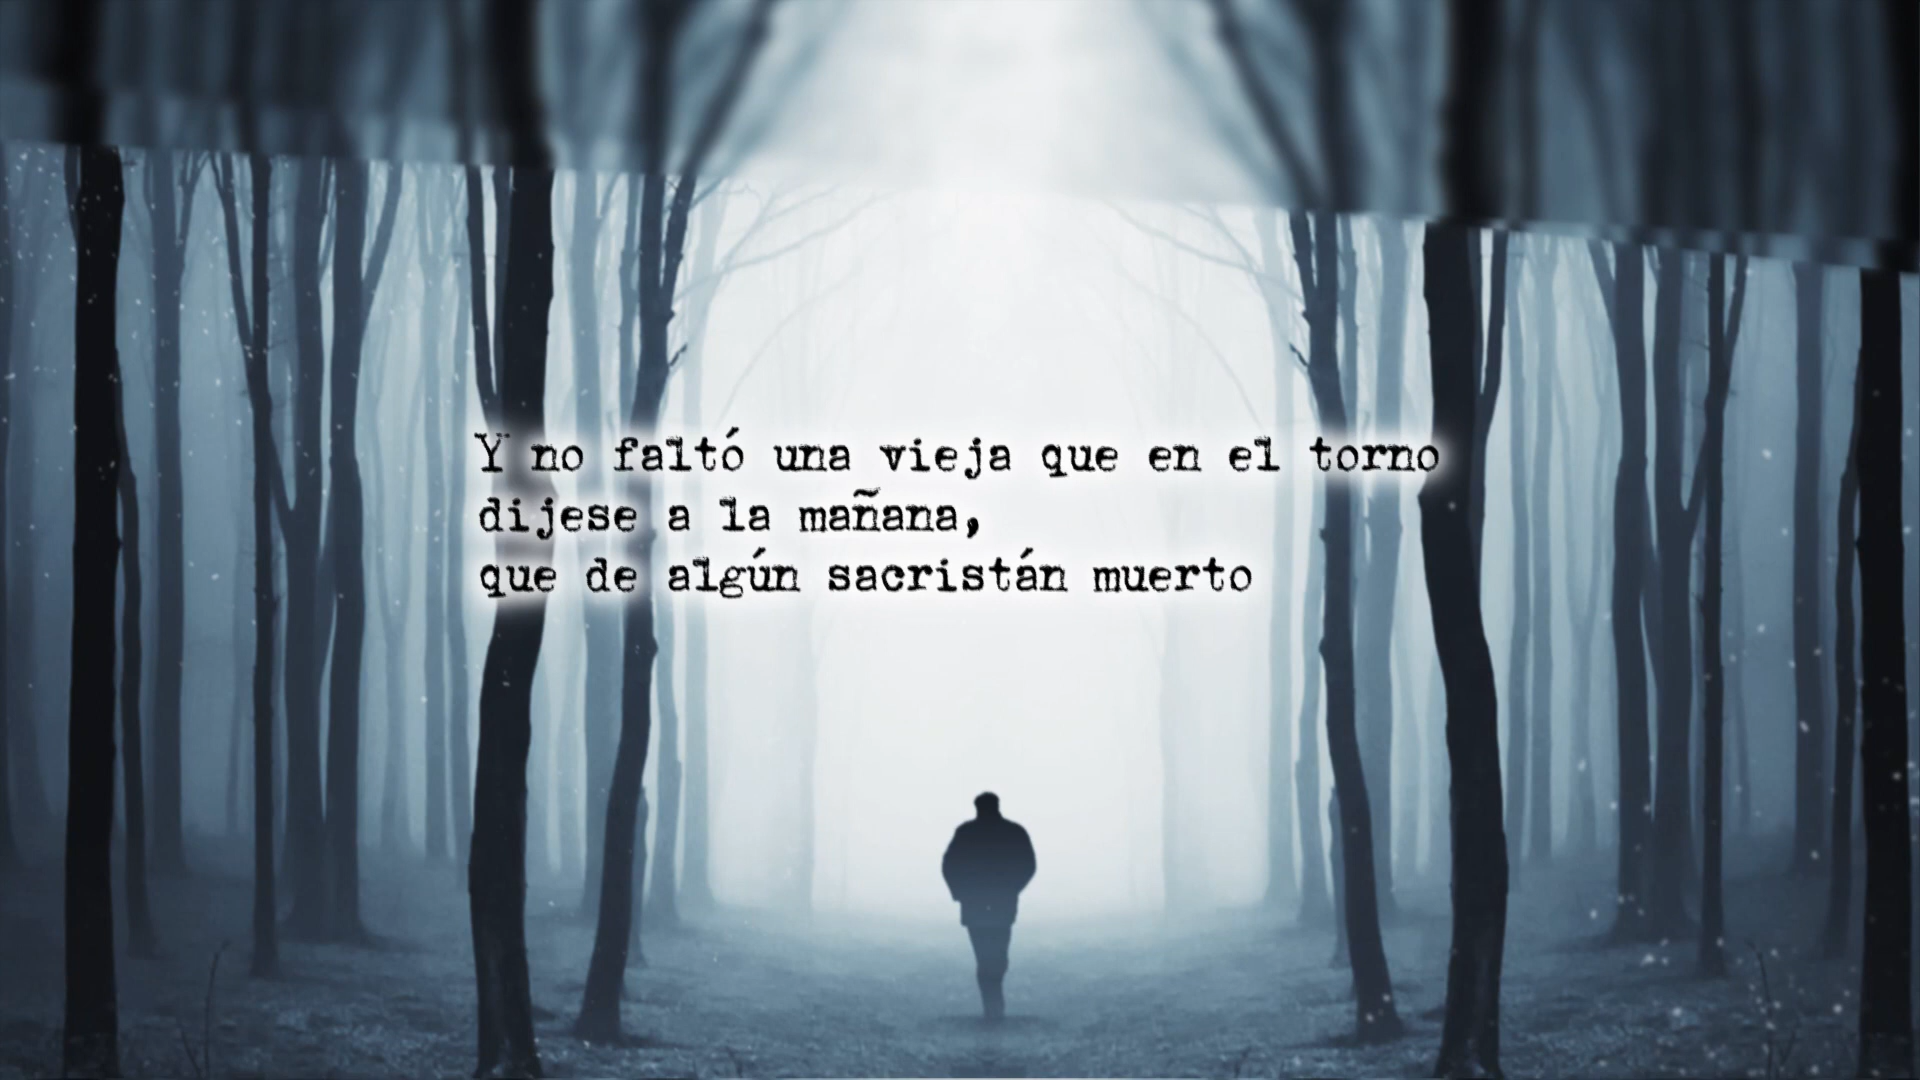 Y no faltó una vieja que en el torno
dijese a la mañana,
que de algún sacristán muerto